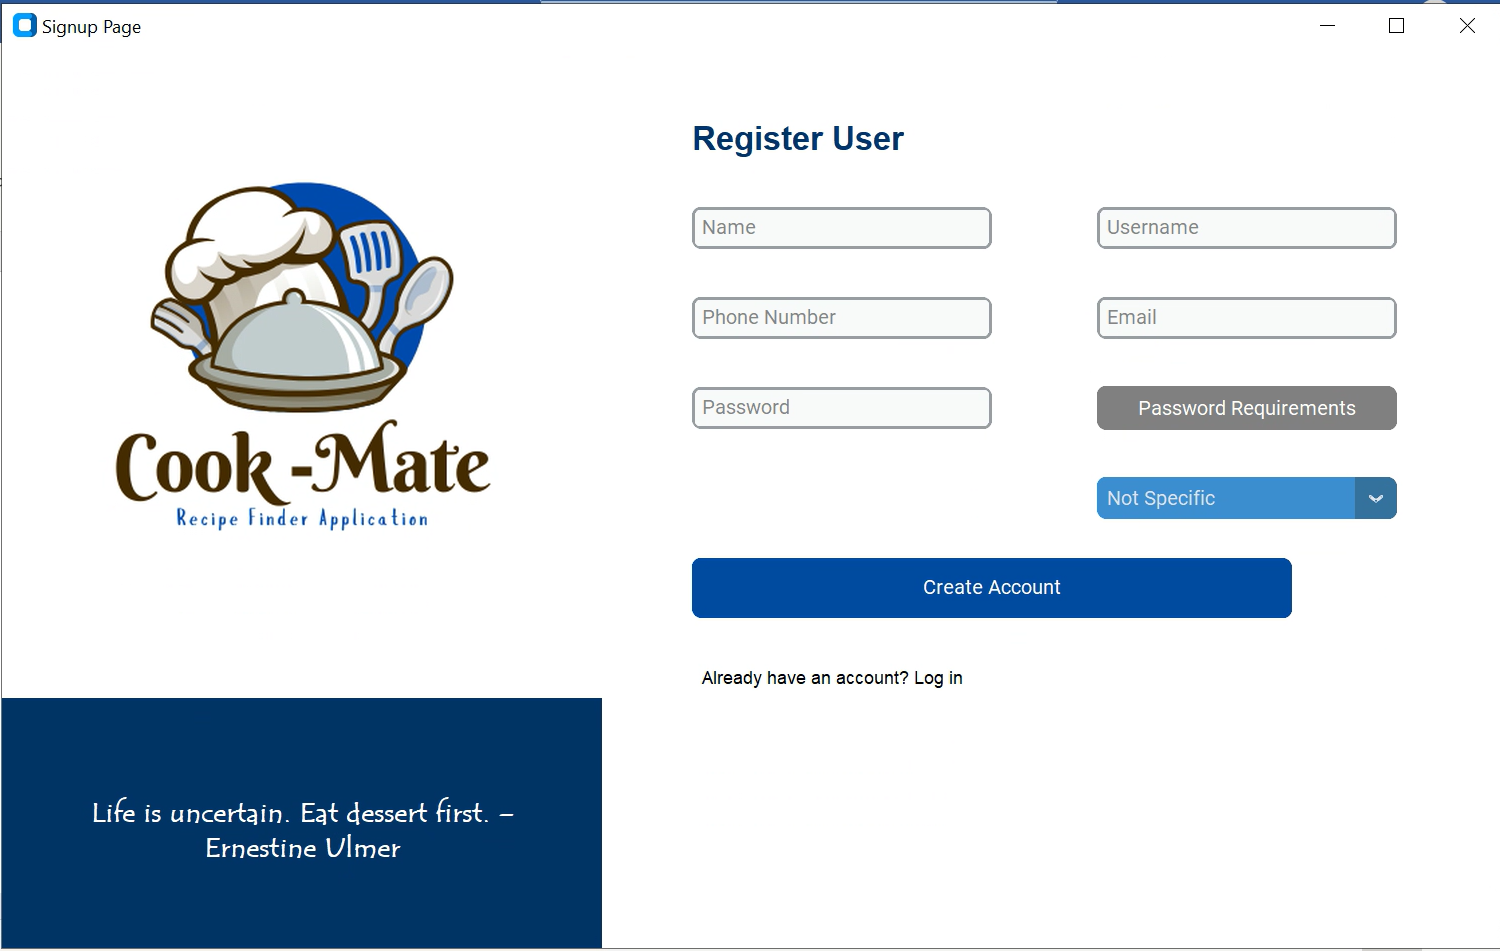 Signup Page
Cook -Mate
Recipe Finder Application
Life is uncertain. Eat dessert first. –
Ernestine Ulmer
Register User
Name
Username
Phone Number
Email
Password
Password Requirements
Not Specific
Create Account
Already have an account? Log in